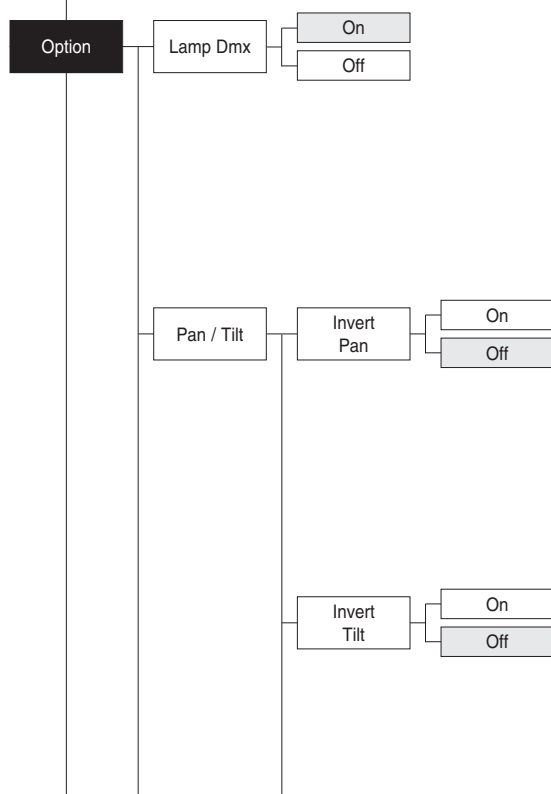 Option
Lamp Dmx
On
Off
Pan / Tilt
Invert
Pan
On
Off
Invert
Tilt
On
Off